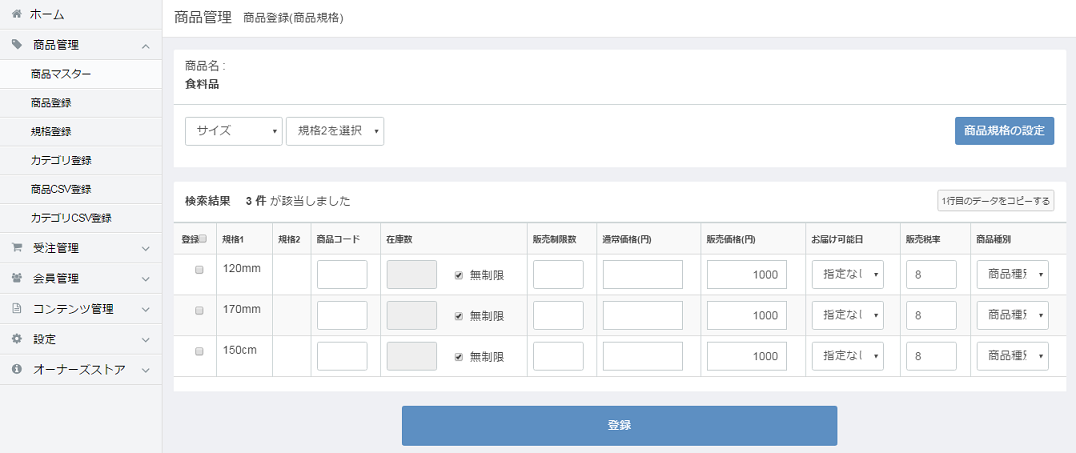 ホーム
商品管理
商品マスター
商品登録
規格登録
カテゴリ登録
商品CSV登録
カテゴリCSV登録
受注管理
会員管理
コンテンツ管理
設定
オーナーズストア
商品管理 商品登録(商品規格)
商品名 :
食料品
サイズ 規格2を選択 商品規格の設定
検索結果 3 件 が該当しました 1行目のデータをコピーする
登録 規格1 規格2 商品コード 在庫数 販売制限数 通常価格(円) 販売価格(円) お届け可能日 販売税率 商品種別
120mm 無制限 1000 指定なし 8 商品種別
170mm 無制限 1000 指定なし 8 商品種別
150cm 無制限 1000 指定なし 8 商品種別
登録